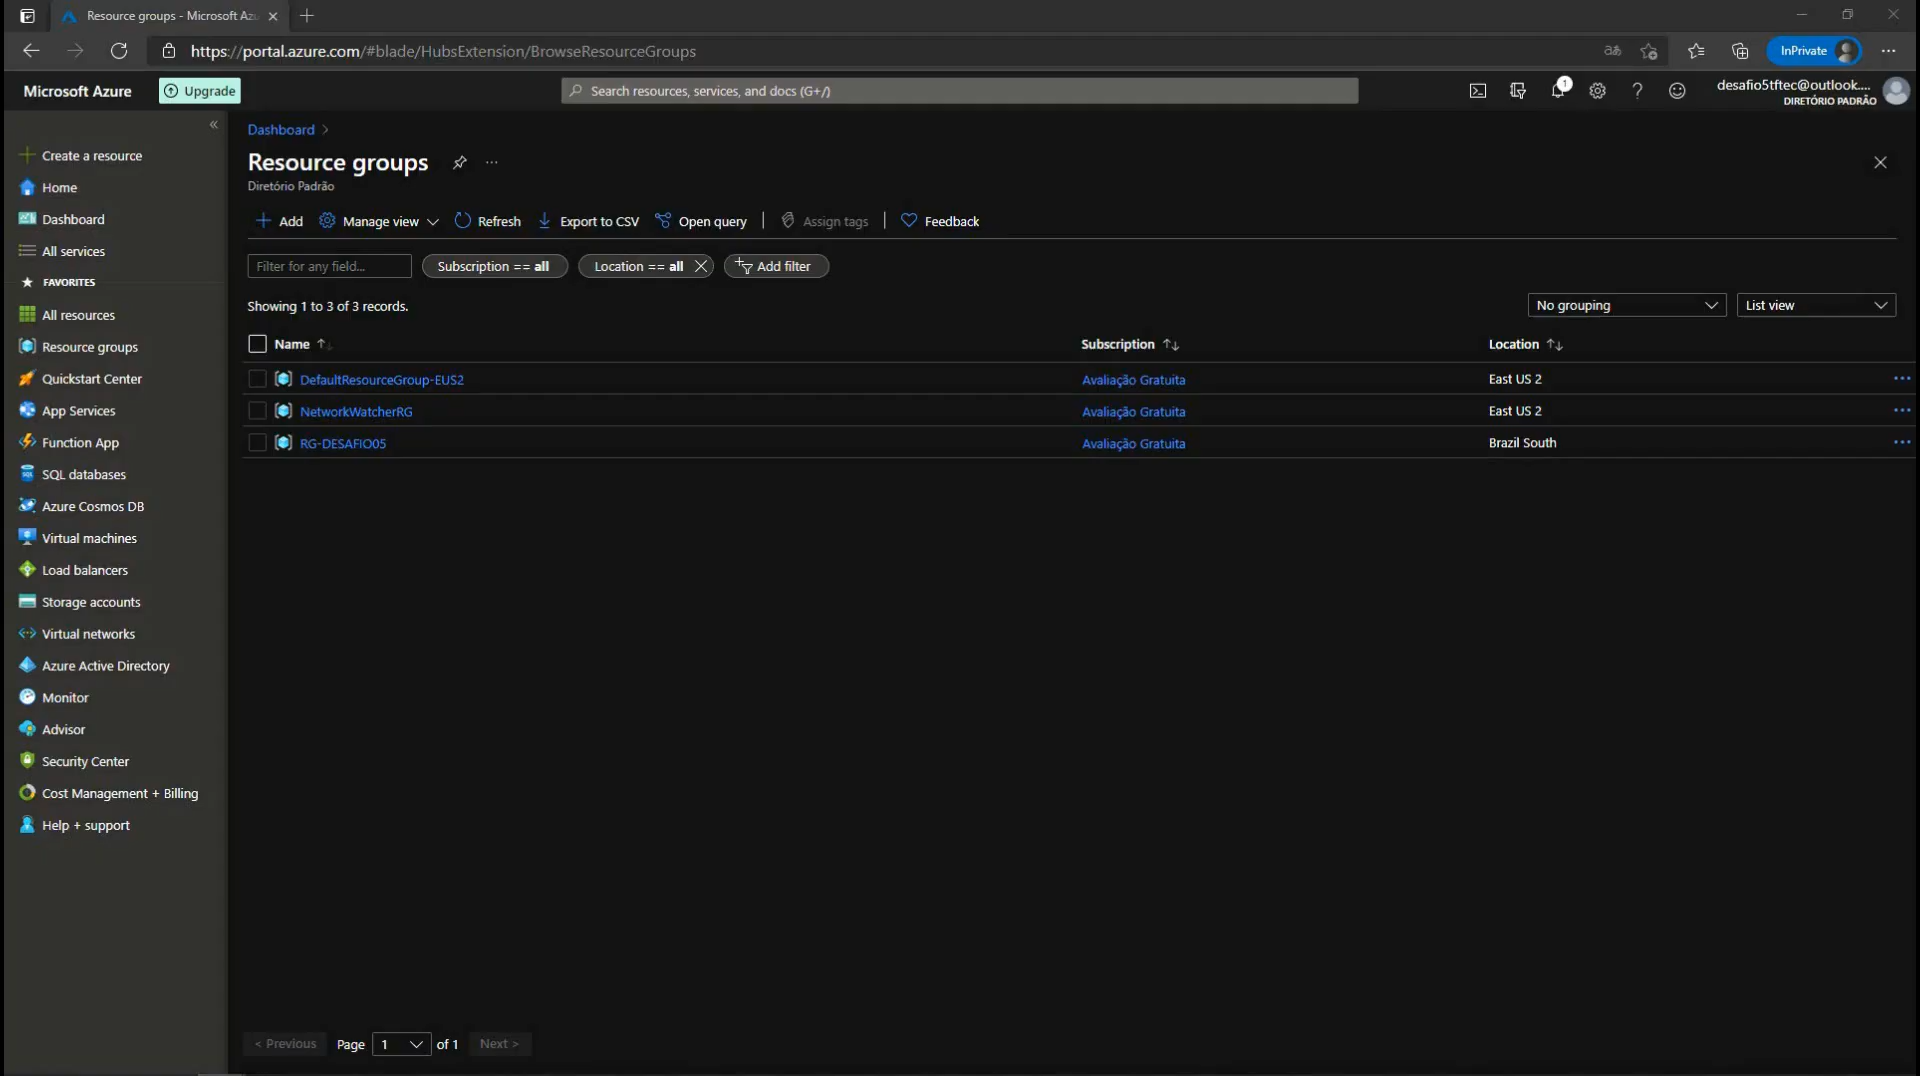 Resource groups - Microsoft Azu
https://portal.azure.com/#blade/HubsExtension/BrowseResourceGroups
InPrivate
Microsoft Azure
Upgrade
Search resources, services, and docs (G+/)
1
desafio5tftec@outlook....
DIRETÓRIO PADRÃO
Create a resource
Home
Dashboard
All services
FAVORITES
All resources
Resource groups
Quickstart Center
App Services
Function App
SQL databases
Azure Cosmos DB
Virtual machines
Load balancers
Storage accounts
Virtual networks
Azure Active Directory
Monitor
Advisor
Security Center
Cost Management + Billing
Help + support
Dashboard
Resource groups
Diretório Padrão
Add
Manage view
Refresh
Export to CSV
Open query
Assign tags
Feedback
Filter for any field...
Subscription == all
Location == all
Add filter
Showing 1 to 3 of 3 records.
No grouping
List view
Name Subscription Location
DefaultResourceGroup-EUS2 Avaliação Gratuita East US 2
NetworkWatcherRG Avaliação Gratuita East US 2
RG-DESAFIO05 Avaliação Gratuita Brazil South
< Previous Page 1 of 1 Next >